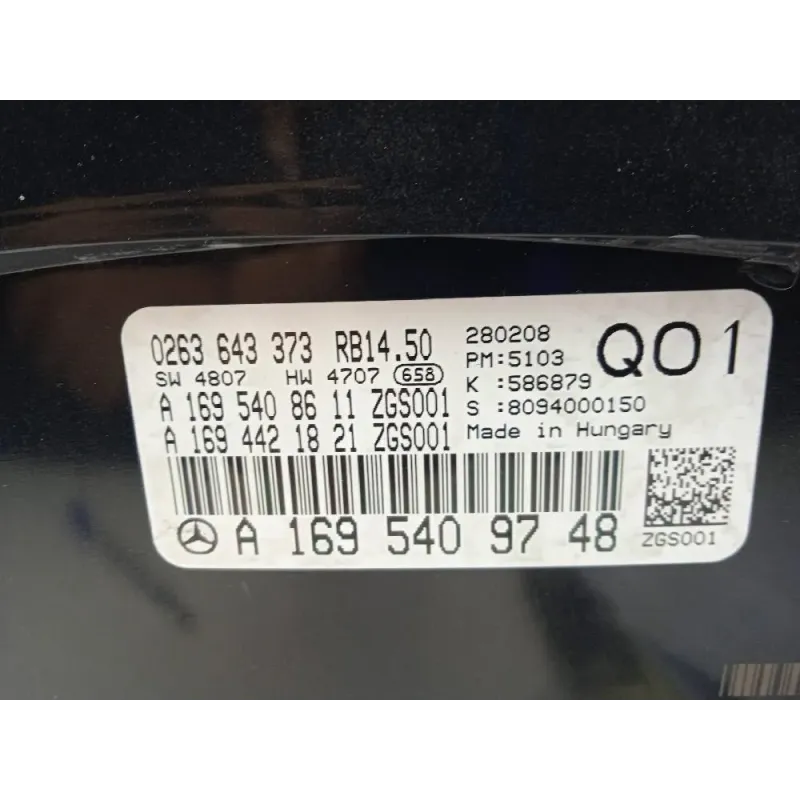 0263 643 373 RB14.50
SW 4807 HW 4707 658
A 169 540 86 11 ZGS001
A 169 442 18 21 ZGS001
280208
PM:5103
K :586879
S :8094000150
Made in Hungary
Q01
A 169 540 97 48
ZGS001